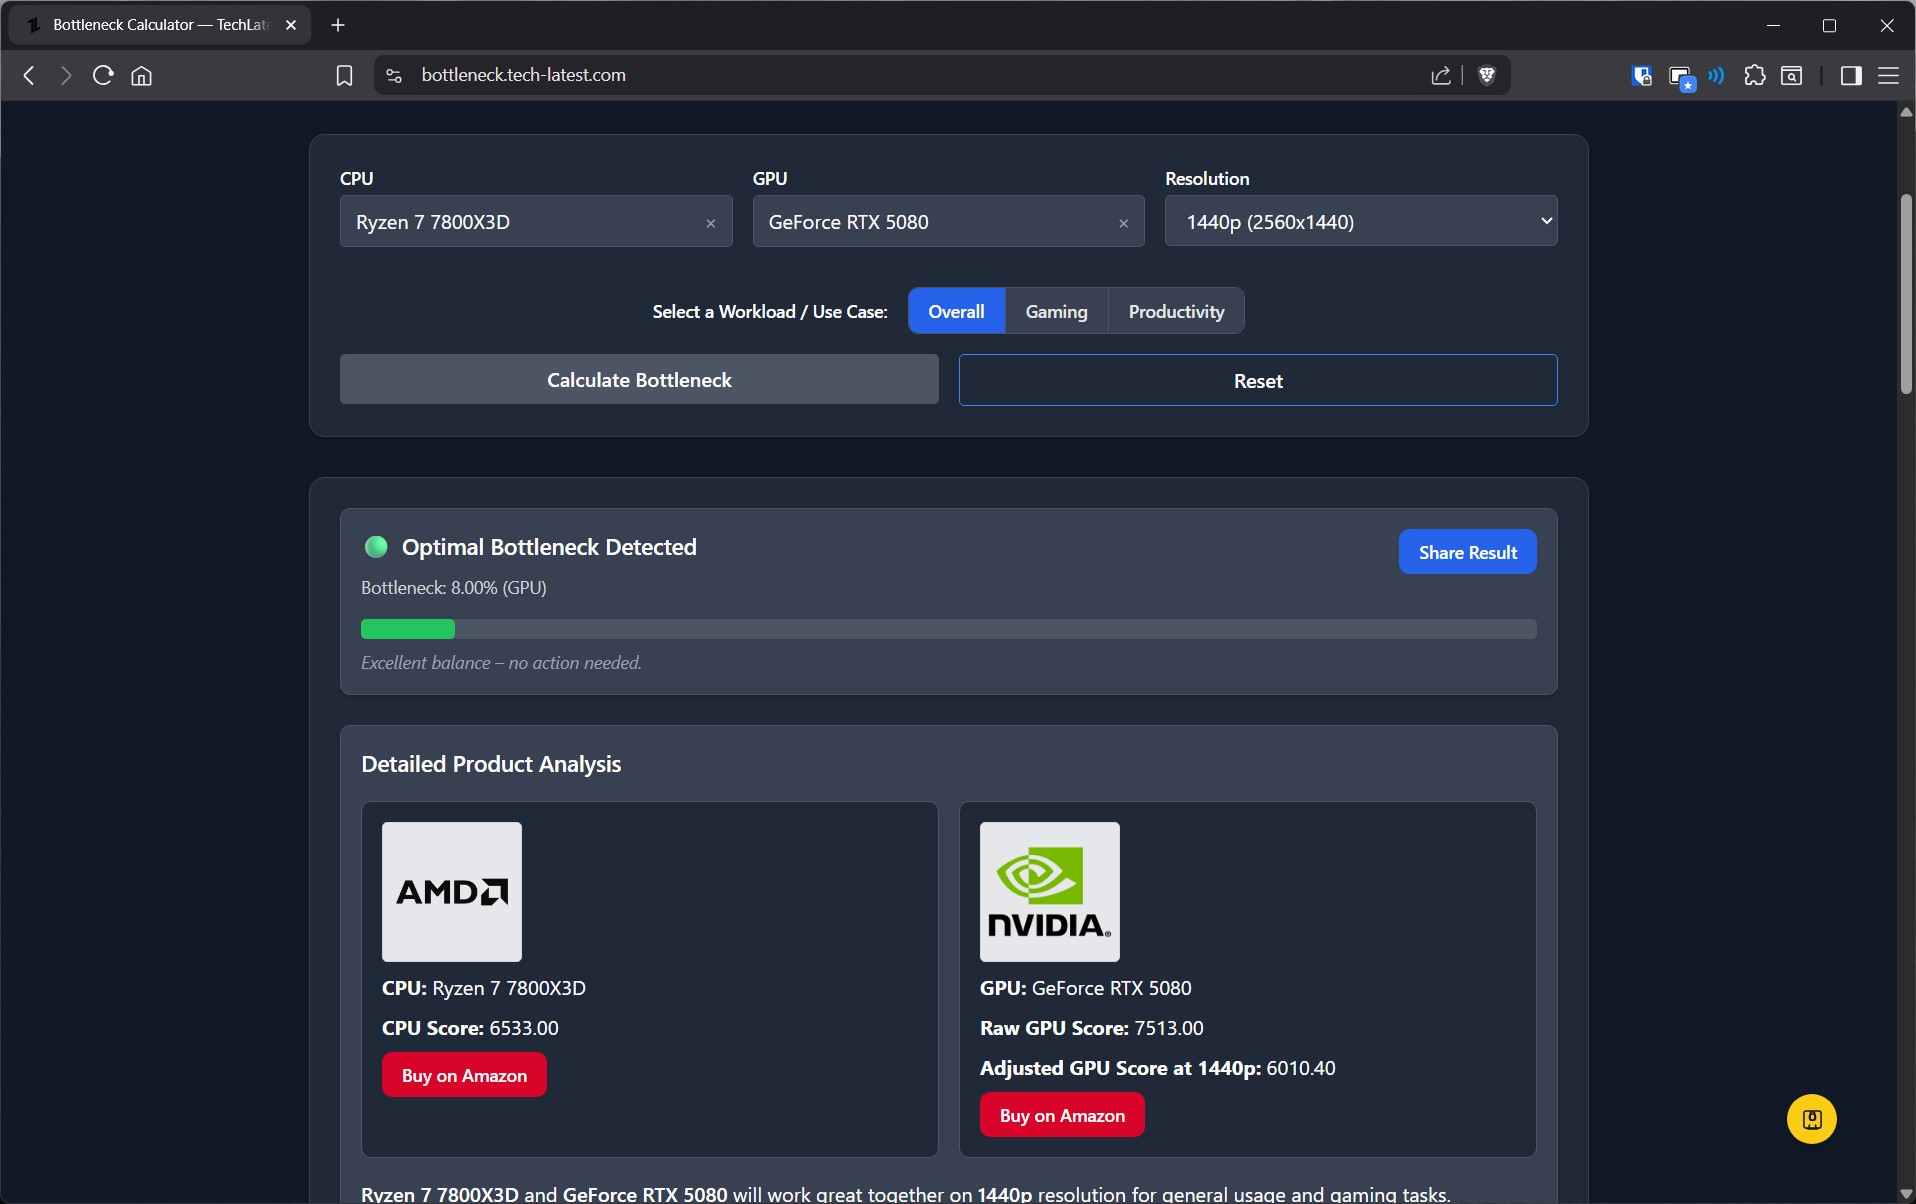 Bottleneck Calculator — TechLat
bottleneck.tech-latest.com
CPU
GPU
Resolution
Ryzen 7 7800X3D
GeForce RTX 5080
1440p (2560x1440)
Select a Workload / Use Case:
Overall
Gaming
Productivity
Calculate Bottleneck
Reset
Optimal Bottleneck Detected
Share Result
Bottleneck: 8.00% (GPU)
Excellent balance – no action needed.
Detailed Product Analysis
AMD
CPU: Ryzen 7 7800X3D
CPU Score: 6533.00
Buy on Amazon
NVIDIA®
GPU: GeForce RTX 5080
Raw GPU Score: 7513.00
Adjusted GPU Score at 1440p: 6010.40
Buy on Amazon
Ryzen 7 7800X3D and GeForce RTX 5080 will work great together on 1440p resolution for general usage and gaming tasks.